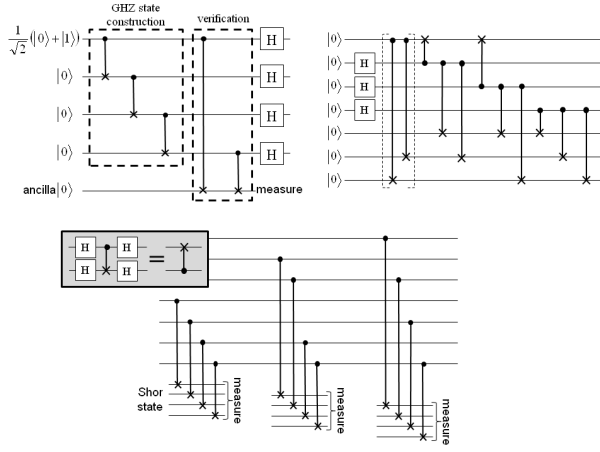 GHZ state
construction
verification
1/√2 (|0⟩+|1⟩)
H
|0⟩
H
|0⟩
H
|0⟩
H
ancilla |0⟩
measure
|0⟩
|0⟩ H
|0⟩ H
|0⟩ H
|0⟩
|0⟩
|0⟩
H H
=
H H
Shor
state
measure
measure
measure